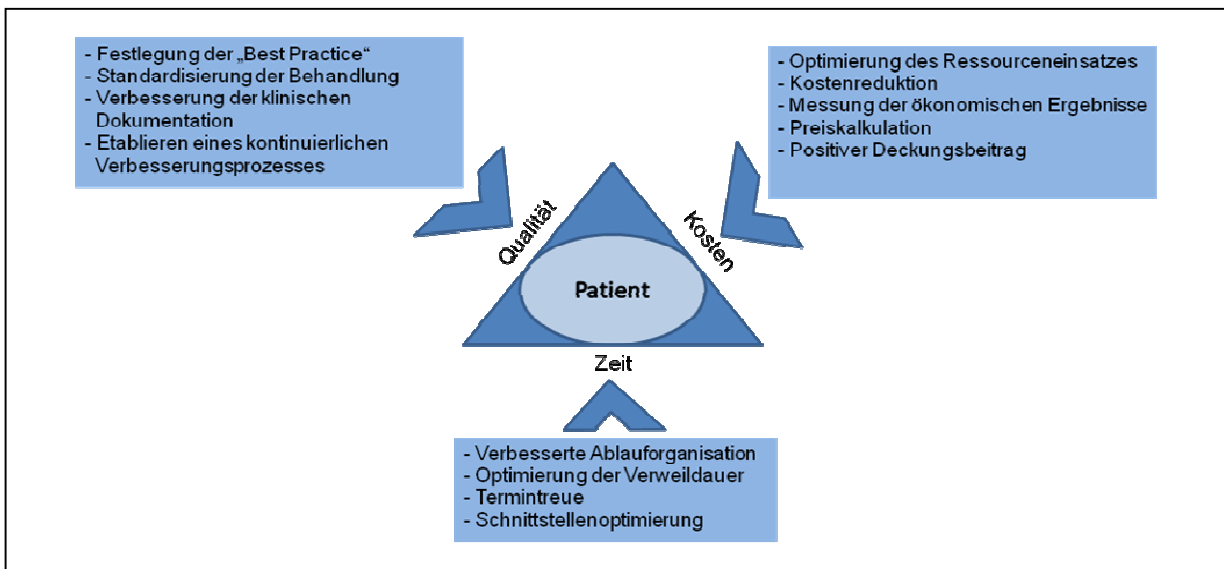 - Festlegung der „Best Practice“
- Standardisierung der Behandlung
- Verbesserung der klinischen
Dokumentation
- Etablieren eines kontinuierlichen
Verbesserungsprozesses
- Optimierung des Ressourceneinsatzes
- Kostenreduktion
- Messung der ökonomischen Ergebnisse
- Preiskalkulation
- Positiver Deckungsbeitrag
Qualität
Kosten
Patient
Zeit
- Verbesserte Ablauforganisation
- Optimierung der Verweildauer
- Termintreue
- Schnittstellenoptimierung